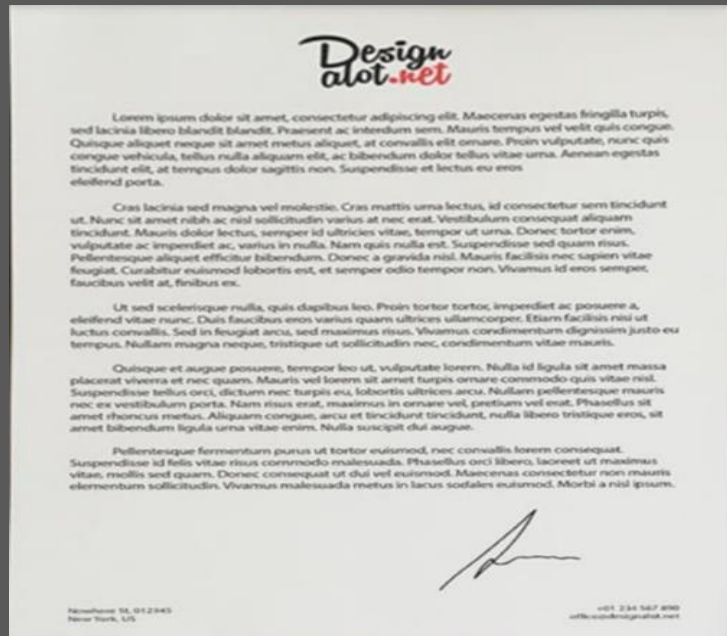 Design
alot.net
Lorem ipsum dolor sit amet, consectetur adipiscing elit. Maecenas egestas fringilla turpis,
sed lacinia libero blandit blandit. Praesent ac interdum sem. Mauris tempus vel velit quis congue.
Quisque aliquet neque sit amet metus aliquet, at convallis elit ornare. Proin vulputate, nunc quis
congue vehicula, tellus nulla aliquam elit, ac bibendum dolor tellus vitae urna. Aenean egestas
tincidunt elit, at tempus dolor sagittis non. Suspendisse et lectus eu eros
eleifend porta.
Cras lacinia sed magna vel molestie. Cras mattis urna lectus, id consectetur sem tincidunt
ut. Nunc sit amet nibh ac nisl sollicitudin varius at nec erat. Vestibulum consequat aliquam
tincidunt. Mauris dolor lectus, semper id ultricies vitae, tempor ut urna. Donec tortor enim,
vulputate ac imperdiet ac, varius in nulla. Nam quis nulla est. Suspendisse sed quam risus.
Pellentesque aliquet efficitur bibendum. Donec a gravida nisl. Mauris facilisis nec sapien vitae
feugiat. Curabitur euismod lobortis est, et semper odio tempor non. Vivamus id eros semper,
faucibus velit at, finibus ex.
Ut sed scelerisque nulla, quis dapibus leo. Proin tortor tortor, imperdiet ac posuere a,
eleifend vitae nunc. Duis faucibus eros varius quam ultrices ullamcorper. Etiam facilisis nisi ut
luctus convallis. Sed in feugiat arcu, sed maximus risus. Vivamus condimentum dignissim justo eu
tempus. Nullam magna neque, tristique ut sollicitudin nec, condimentum vitae mauris.
Quisque et augue posuere, tempor leo ut, vulputate lorem. Nulla id ligula sit amet massa
placerat viverra et nec quam. Mauris vel lorem sit amet turpis ornare commodo quis vitae nisl.
Suspendisse tellus orci, dictum nec turpis eu, lobortis ultrices arcu. Nullam pellentesque mauris
nec ex vestibulum porta. Nam risus erat, maximus in ornare vel, pretium vel erat. Phasellus sit
amet rhoncus metus. Aliquam congue, arcu et tincidunt tincidunt, nulla libero tristique eros, sit
amet bibendum ligula urna vitae enim. Nulla suscipit dui augue.
Pellentesque fermentum purus ut tortor euismod, nec convallis lorem consequat.
Suspendisse id felis vitae risus commodo malesuada. Phasellus orci libero, laoreet ut maximus
vitae, mollis sed quam. Donec consequat ut dui vel euismod. Maecenas consectetur non mauris
elementum sollicitudin. Vivamus malesuada metus in lacus sodales euismod. Morbi a nisl ipsum.
Nowhere St, 012345
New York, US
+01 234 567 890
office@designalot.net